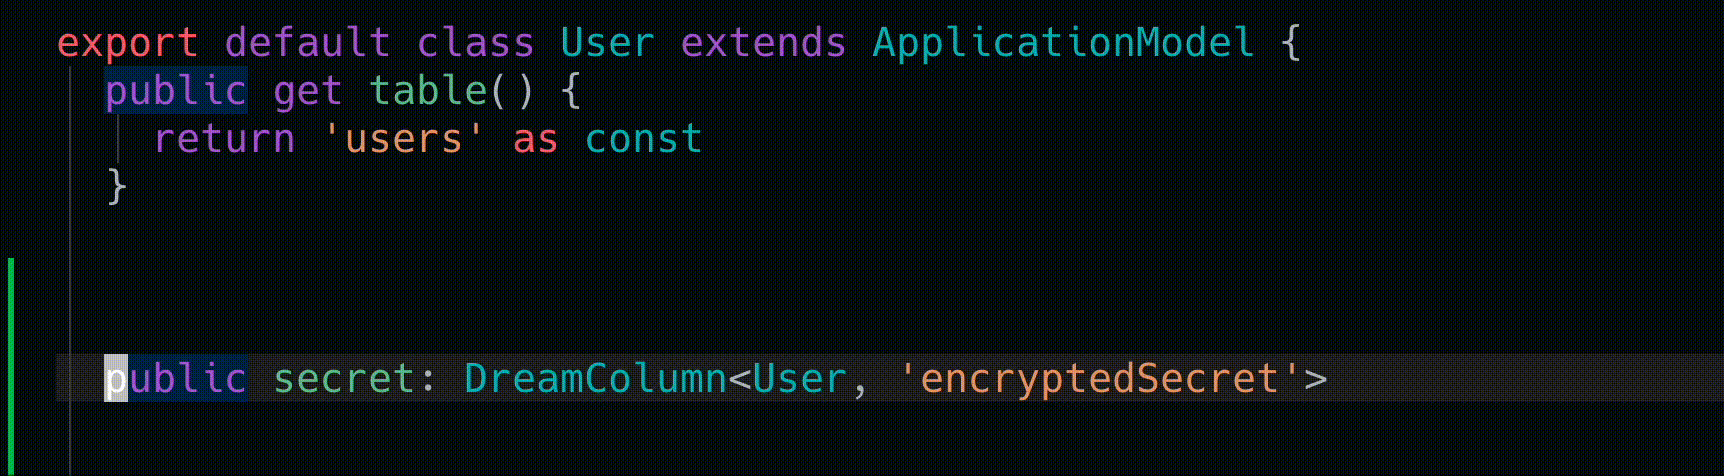 export default class User extends ApplicationModel {
public get table() {
return 'users' as const
}
public secret: DreamColumn<User, 'encryptedSecret'>